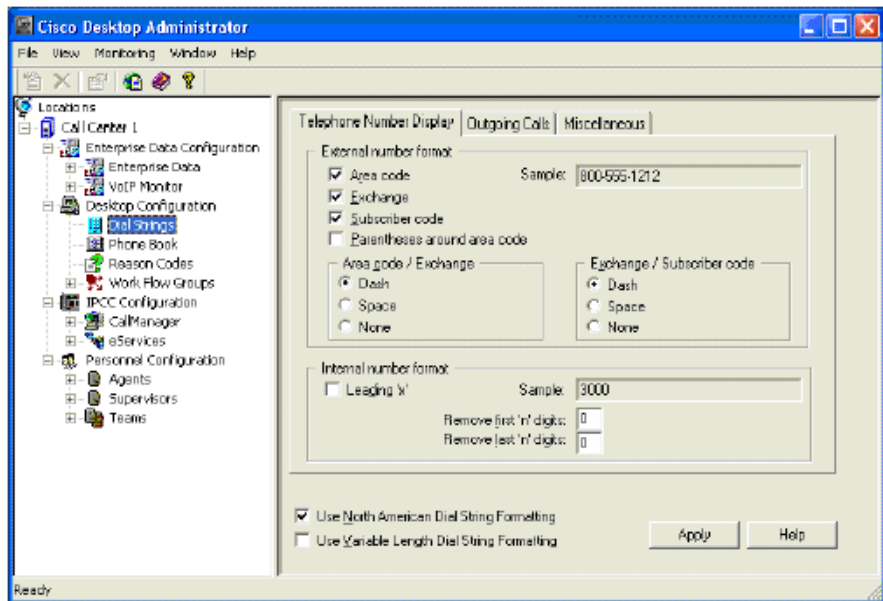 Cisco Desktop Administrator
File View Monitoring Window Help
Locations
Call Center 1
Enterprise Data Configuration
Enterprise Data
VoIP Monitor
Desktop Configuration
Dial Strings
Phone Book
Reason Codes
Work Flow Groups
IPCC Configuration
CallManager
eServices
Personnel Configuration
Agents
Supervisors
Teams
Telephone Number Display Outgoing Calls Miscellaneous
External number format
Area code Sample: 800-555-1212
Exchange
Subscriber code
Parentheses around area code
Area code / Exchange
Dash
Space
None
Exchange / Subscriber code
Dash
Space
None
Internal number format
Leading 'x' Sample: 3000
Remove first 'n' digits: 0
Remove last 'n' digits: 0
Use North American Dial String Formatting
Use Variable Length Dial String Formatting
Apply Help
Ready